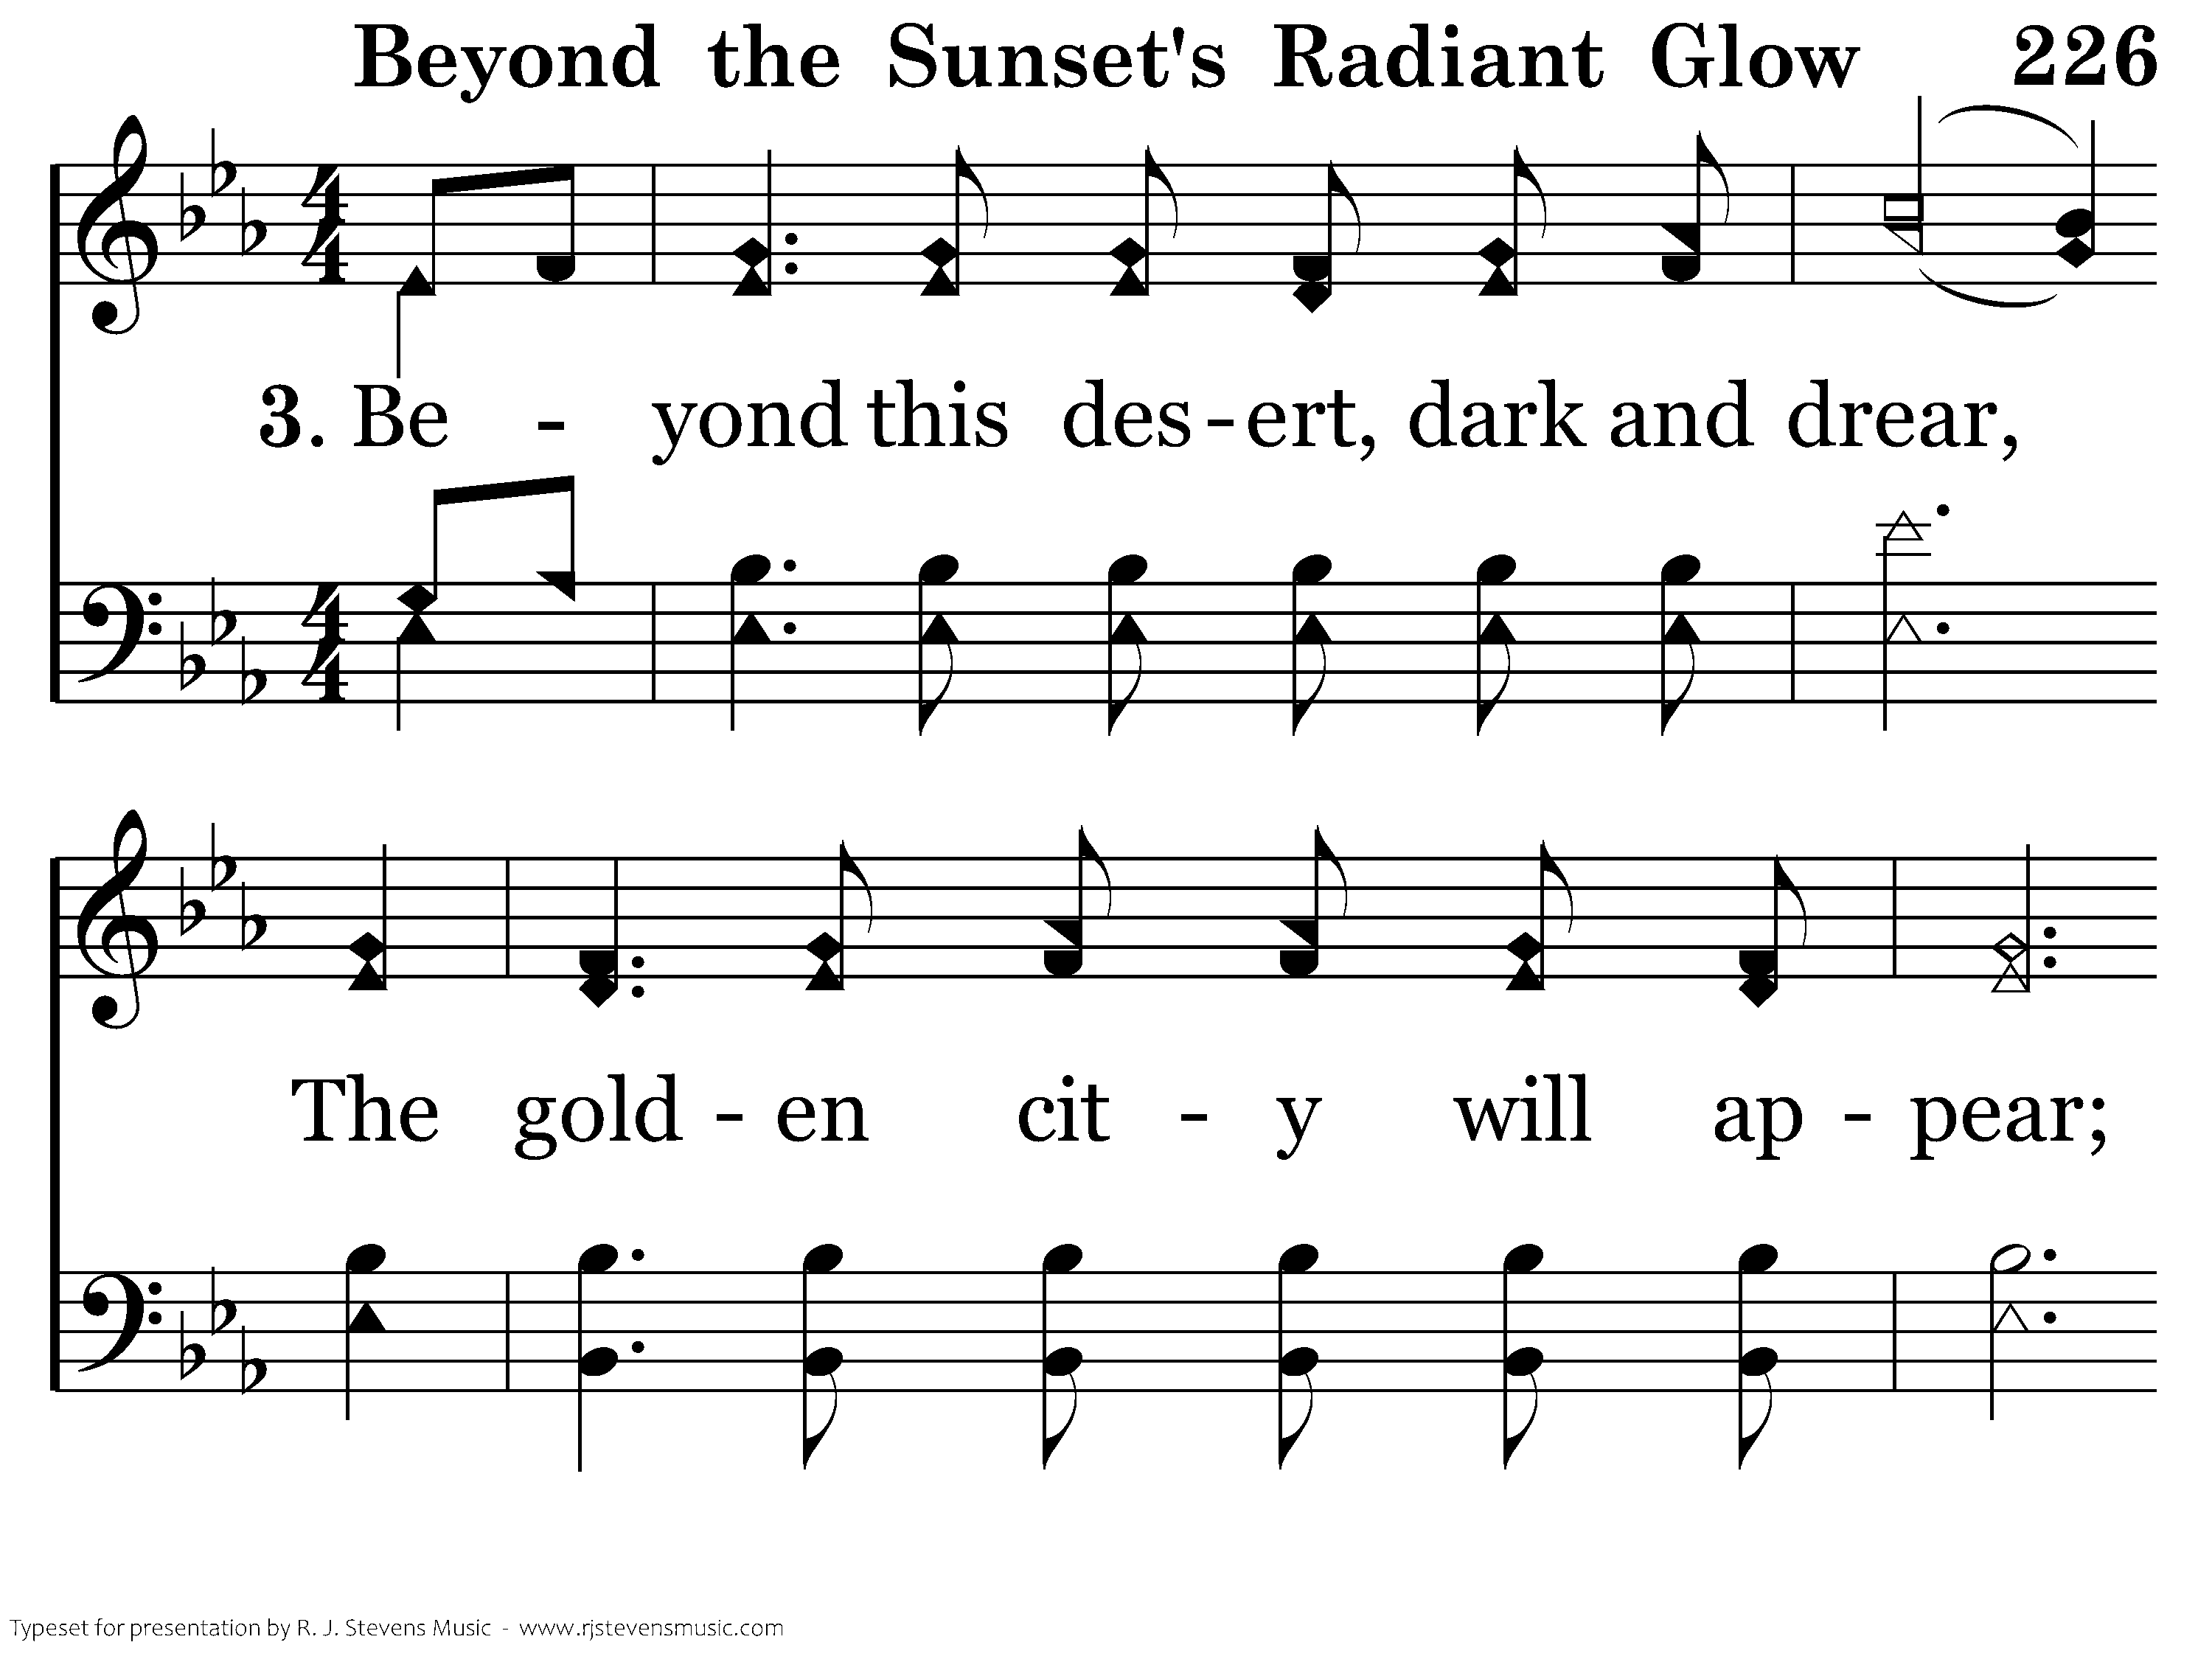 Beyond the Sunset's Radiant Glow 226
3. Be - yond this des - ert, dark and drear,
The gold - en cit - y will ap - pear;
Typeset for presentation by R. J. Stevens Music - www.rjstevensmusic.com